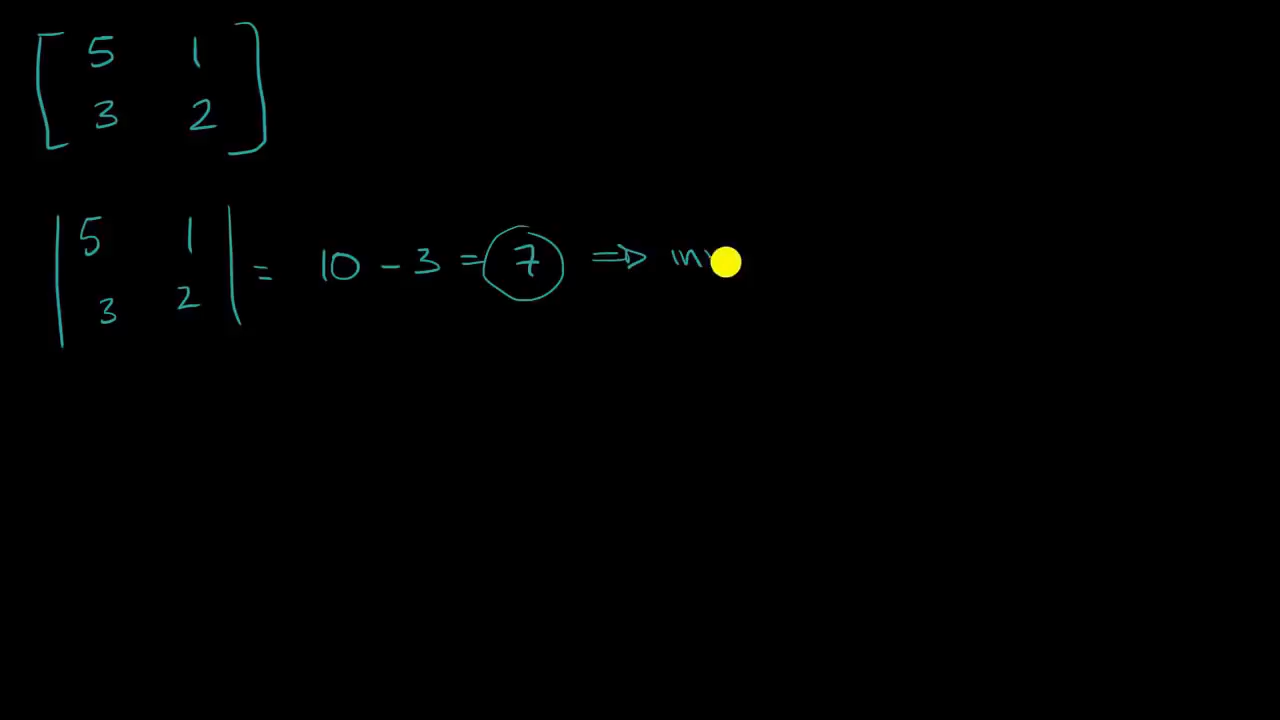 [ 5 1
3 2 ]
| 5 1
3 2 | = 10 - 3 = 7 ⇒